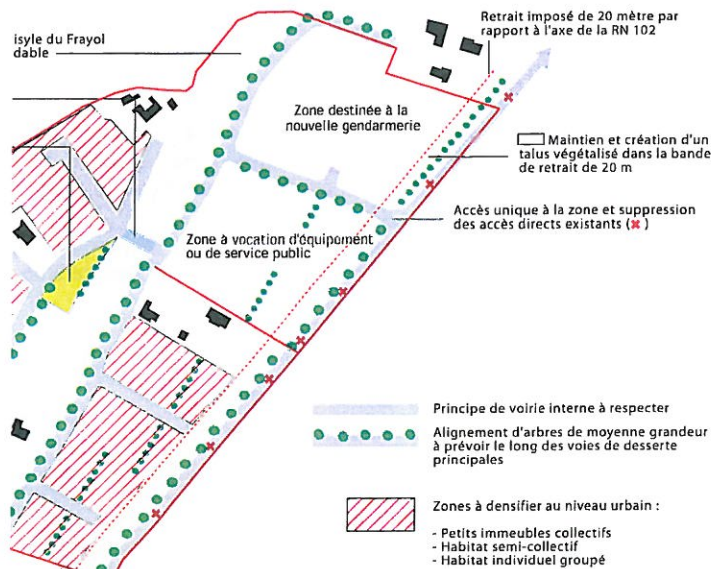 isyle du Frayol
dable
Retrait imposé de 20 mètre par
rapport à l'axe de la RN 102
Zone destinée à la
nouvelle gendarmerie
Maintien et création d'un
talus végétalisé dans la bande
de retrait de 20 m
Accès unique à la zone et suppression
des accès directs existants (✖)
Zone à vocation d'équipement
ou de service public
Principe de voirie interne à respecter
Alignement d'arbres de moyenne grandeur
à prévoir le long des voies de desserte
principales
Zones à densifier au niveau urbain :
- Petits immeubles collectifs
- Habitat semi-collectif
- Habitat individuel groupé